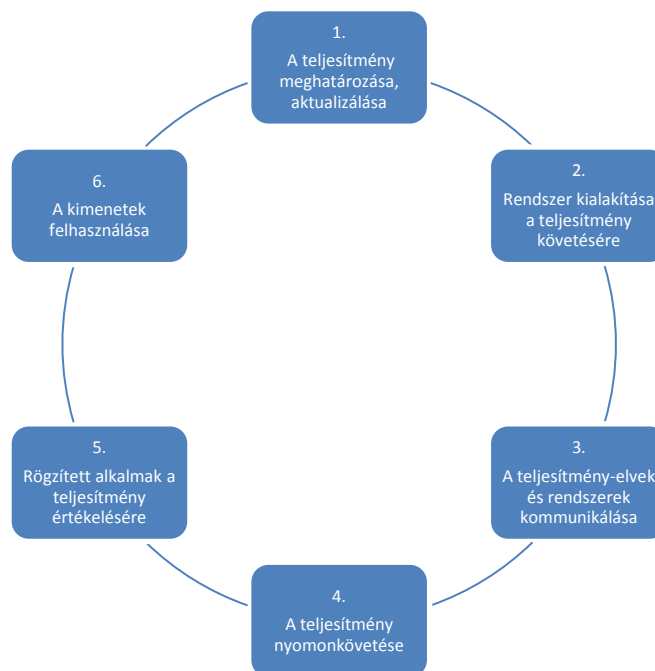 1.
A teljesítmény
meghatározása,
aktualizálása
2.
Rendszer kialakítása
a teljesítmény
követésére
3.
A teljesítmény-elvek
és rendszerek
kommunikálása
4.
A teljesítmény
nyomonkövetése
5.
Rögzített alkalmak a
teljesítmény
értékelésére
6.
A kimenetek
felhasználása